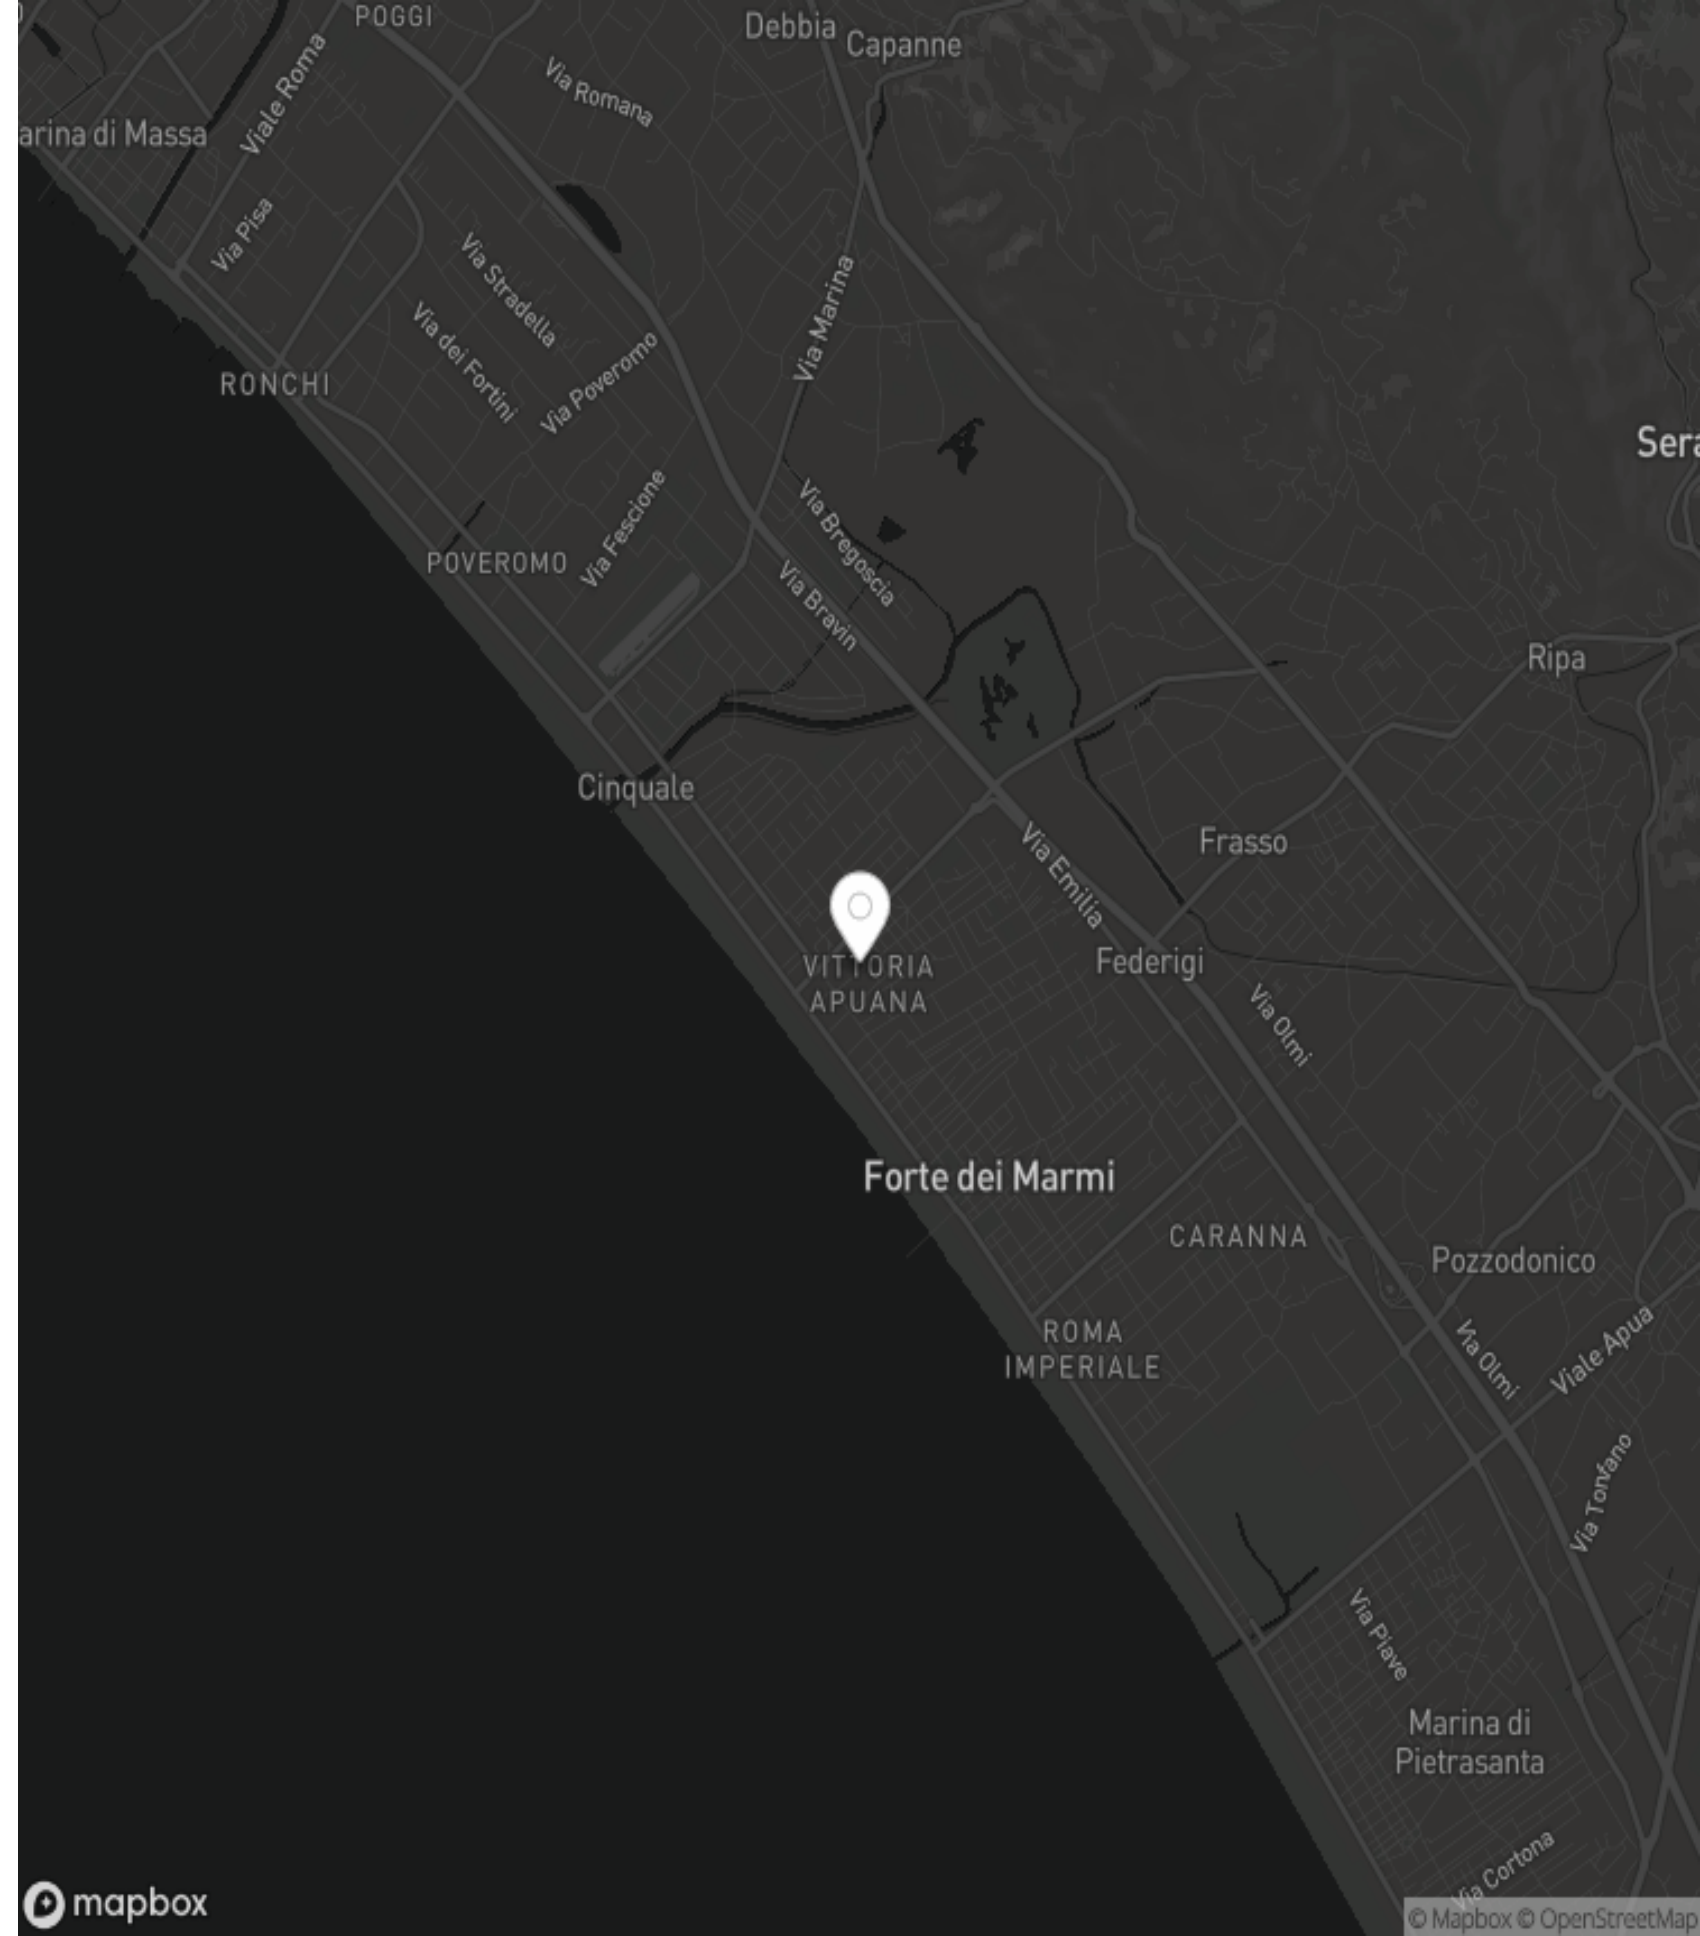 POGGI
Debbia
Capanne
Viale Roma
Via Romana
arina di Massa
Via Pisa
Via Stradella
Via Marina
Via dei Fortini
Via Poveromo
RONCHI
Sera
Via Fescione
Via Bregoscia
POVEROMO
Via Bravin
Ripa
Cinquale
Via Emilia
Frasso
VITTORIA
APUANA
Federigi
Via Olmi
Forte dei Marmi
CARANNA
Pozzodonico
ROMA
IMPERIALE
Via Olmi
Viale Apua
Via Tonfano
Via Piave
Marina di
Pietrasanta
Via Cortona
mapbox
© Mapbox © OpenStreetMap